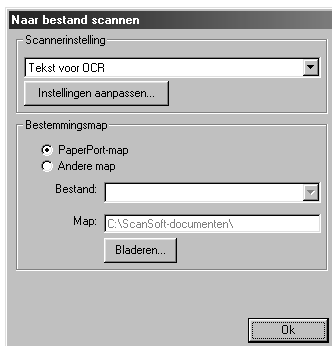 Naar bestand scannen
Scannerinstelling
Tekst voor OCR
Instellingen aanpassen...
Bestemmingsmap
PaperPort-map
Andere map
Bestand:
Map: C:\ScanSoft-documenten\
Bladeren...
Ok